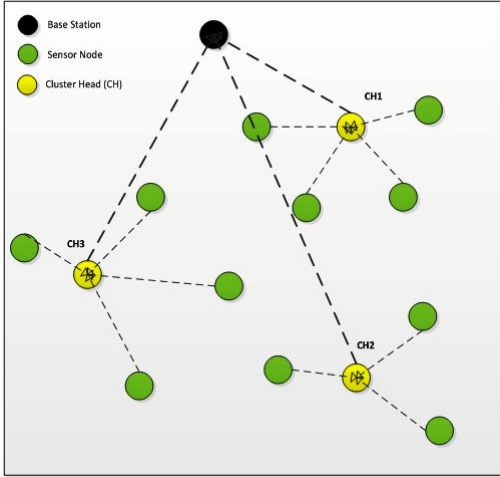 Base Station
Sensor Node
Cluster Head (CH)
CH1
CH3
CH2